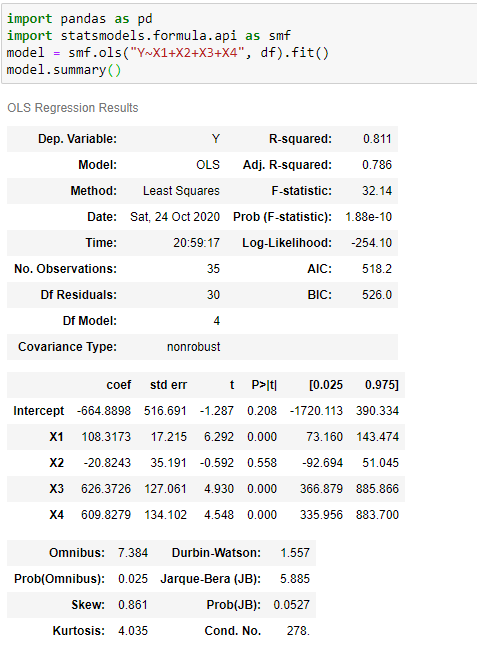 import pandas as pd
import statsmodels.formula.api as smf
model = smf.ols("Y~X1+X2+X3+X4", df).fit()
model.summary()
OLS Regression Results
Dep. Variable: Y R-squared: 0.811
Model: OLS Adj. R-squared: 0.786
Method: Least Squares F-statistic: 32.14
Date: Sat, 24 Oct 2020 Prob (F-statistic): 1.88e-10
Time: 20:59:17 Log-Likelihood: -254.10
No. Observations: 35 AIC: 518.2
Df Residuals: 30 BIC: 526.0
Df Model: 4
Covariance Type: nonrobust
coef std err t P>|t| [0.025 0.975]
Intercept -664.8898 516.691 -1.287 0.208 -1720.113 390.334
X1 108.3173 17.215 6.292 0.000 73.160 143.474
X2 -20.8243 35.191 -0.592 0.558 -92.694 51.045
X3 626.3726 127.061 4.930 0.000 366.879 885.866
X4 609.8279 134.102 4.548 0.000 335.956 883.700
Omnibus: 7.384 Durbin-Watson: 1.557
Prob(Omnibus): 0.025 Jarque-Bera (JB): 5.885
Skew: 0.861 Prob(JB): 0.0527
Kurtosis: 4.035 Cond. No. 278.